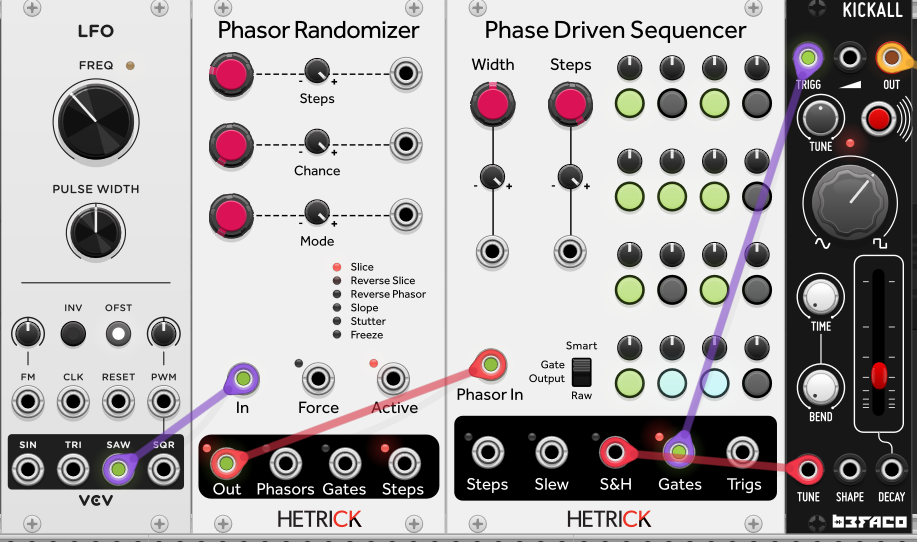 LFO
FREQ
PULSE WIDTH
INV OFST
FM CLK RESET PWM
SIN TRI SAW SQR
VCV
Phasor Randomizer
- +
Steps
- +
Chance
- +
Mode
Slice
Reverse Slice
Reverse Phasor
Slope
Stutter
Freeze
In Force Active
Out Phasors Gates Steps
HETRICK
Phase Driven Sequencer
Width Steps
- + - +
Smart
Gate
Output
Raw
Phasor In
Steps Slew S&H Gates Trigs
HETRICK
KICKALL
TRIGG OUT
TUNE
TIME
BEND
TUNE SHAPE DECAY
B3FACO